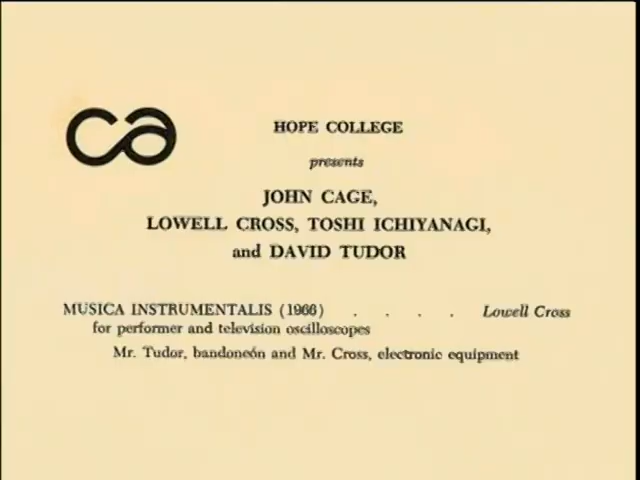 ca
HOPE COLLEGE
presents
JOHN CAGE,
LOWELL CROSS, TOSHI ICHIYANAGI,
and DAVID TUDOR
MUSICA INSTRUMENTALIS (1966) . . . . Lowell Cross
for performer and television oscilloscopes
Mr. Tudor, bandoneón and Mr. Cross, electronic equipment